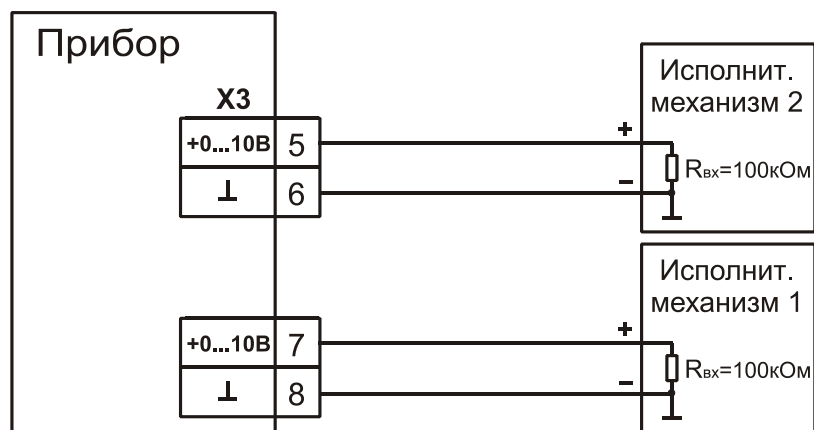 Прибор
X3
+0...10В 5
⊥ 6
Исполнит.
механизм 2
+
–
Rвх=100кОм
+0...10В 7
⊥ 8
Исполнит.
механизм 1
+
–
Rвх=100кОм